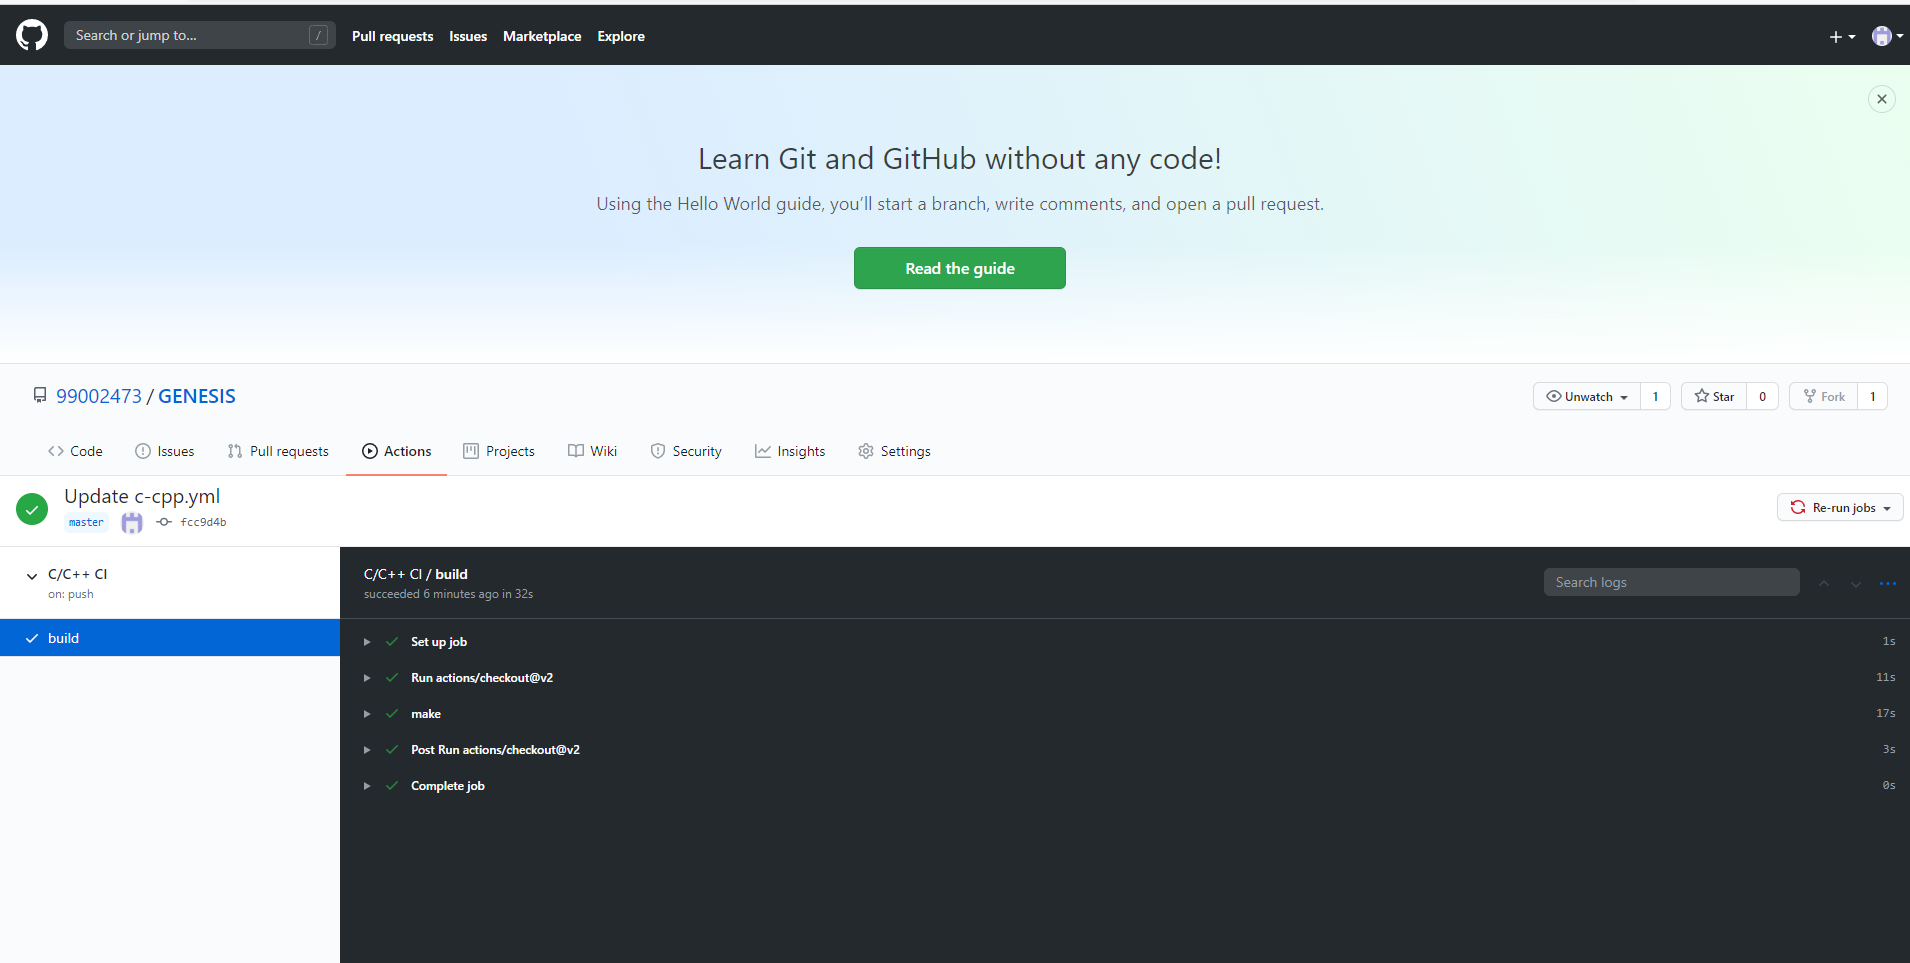 Search or jump to... /
Pull requests Issues Marketplace Explore
Learn Git and GitHub without any code!
Using the Hello World guide, you’ll start a branch, write comments, and open a pull request.
Read the guide
99002473 / GENESIS
Unwatch 1 Star 0 Fork 1
Code Issues Pull requests Actions Projects Wiki Security Insights Settings
Update c-cpp.yml
master fcc9d4b
Re-run jobs
C/C++ CI
on: push
build
C/C++ CI / build
succeeded 6 minutes ago in 32s
Search logs
Set up job 1s
Run actions/checkout@v2 11s
make 17s
Post Run actions/checkout@v2 3s
Complete job 0s